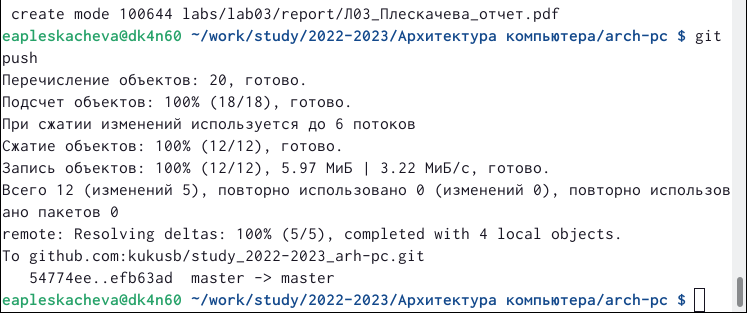 create mode 100644 labs/lab03/report/Л03_Плескачева_отчет.pdf
eapleskacheva@dk4n60 ~/work/study/2022-2023/Архитектура компьютера/arch-pc $ git
push
Перечисление объектов: 20, готово.
Подсчет объектов: 100% (18/18), готово.
При сжатии изменений используется до 6 потоков
Сжатие объектов: 100% (12/12), готово.
Запись объектов: 100% (12/12), 5.97 МиБ | 3.22 МиБ/с, готово.
Всего 12 (изменений 5), повторно использовано 0 (изменений 0), повторно использов
ано пакетов 0
remote: Resolving deltas: 100% (5/5), completed with 4 local objects.
To github.com:kukusb/study_2022-2023_arh-pc.git
   54774ee..efb63ad  master -> master
eapleskacheva@dk4n60 ~/work/study/2022-2023/Архитектура компьютера/arch-pc $